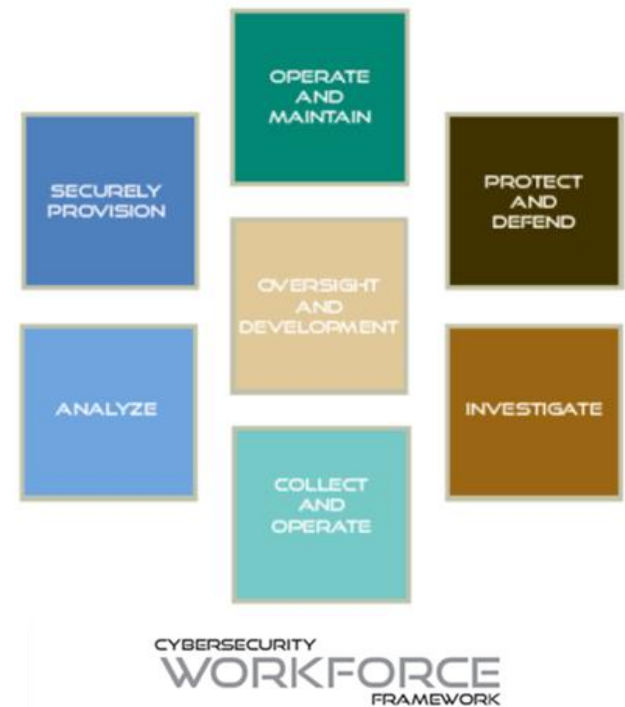 OPERATE
AND
MAINTAIN
SECURELY
PROVISION
PROTECT
AND
DEFEND
OVERSIGHT
AND
DEVELOPMENT
ANALYZE
INVESTIGATE
COLLECT
AND
OPERATE
CYBERSECURITY
WORKFORCE
FRAMEWORK